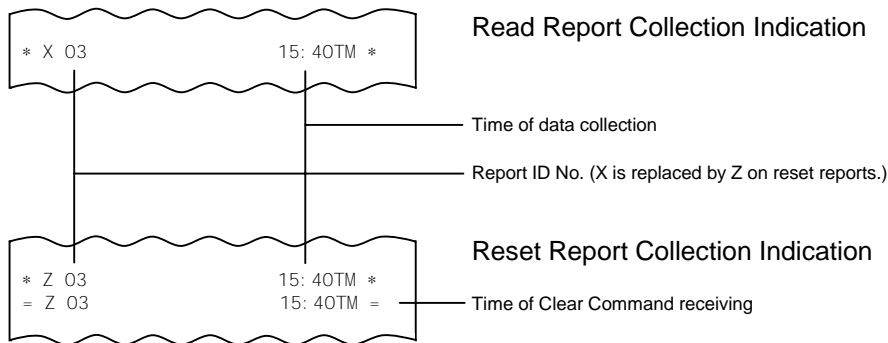 Read Report Collection Indication
* X 03 15:40TM *
Time of data collection
Report ID No. (X is replaced by Z on reset reports.)
Reset Report Collection Indication
* Z 03 15:40TM *
= Z 03 15:40TM =
Time of Clear Command receiving